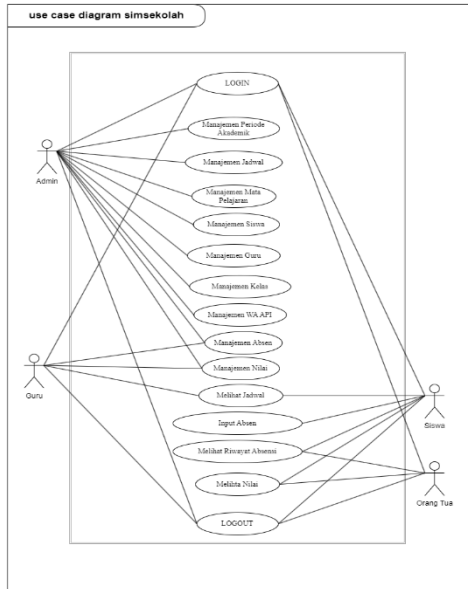 use case diagram simsekolah
LOGIN
Manajemen Periode
Akademik
Manajemen Jadwal
Admin
Manajemen Mata
Pelajaran
Manajemen Siswa
Manajemen Guru
Manajemen Kelas
Manajemen WA API
Manajemen Absen
Manajemen Nilai
Guru
Melihat Jadwal
Siswa
Input Absen
Melihat Riwayat Absensi
Melihta Nilai
Orang Tua
LOGOUT